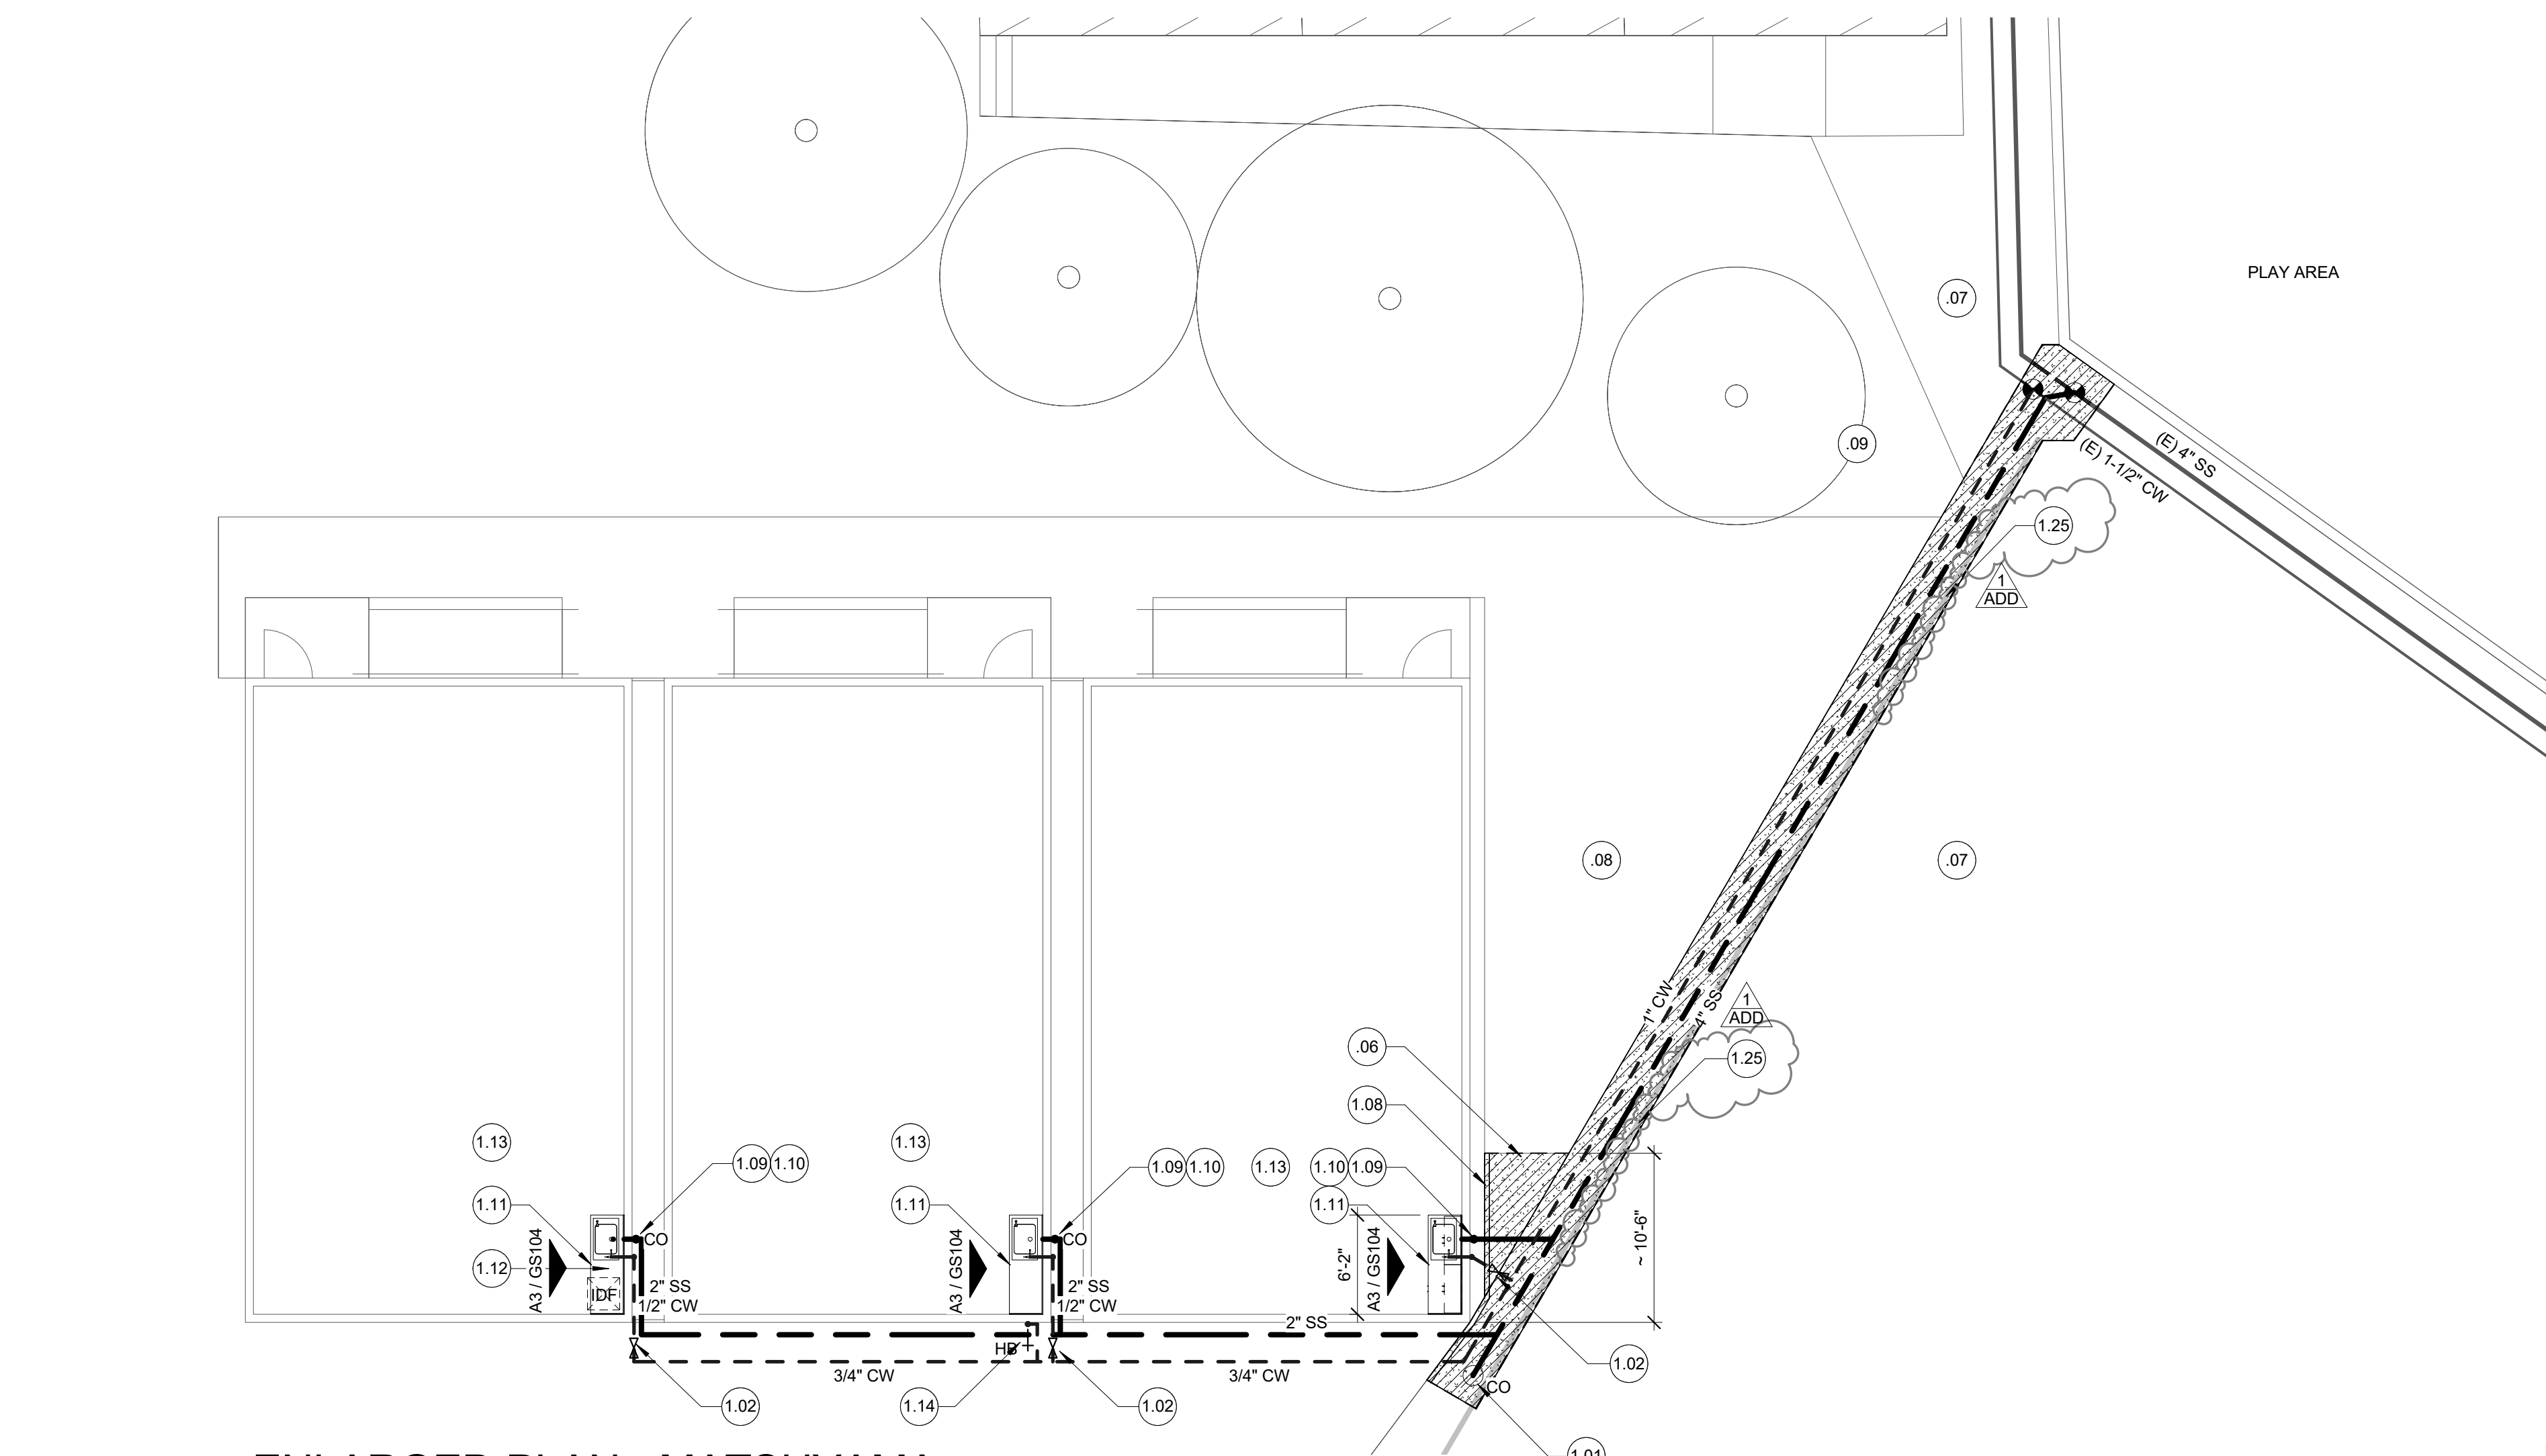 PLAY AREA
.07
.09
(E) 4" SS
(E) 1-1/2" CW
1.25
1
ADD
.08
.07
1" CW
4" SS
1
ADD
1.25
.06
1.08
1.13
1.09
1.10
1.13
1.09
1.10
1.13
1.10
1.09
1.11
1.11
1.11
1.12
A3 / GS104
IDF
CO
2" SS
1/2" CW
A3 / GS104
CO
2" SS
1/2" CW
6'-2"
A3 / GS104
~ 10'-6"
2" SS
HB
3/4" CW
3/4" CW
1.02
1.14
1.02
1.02
CO
1.01